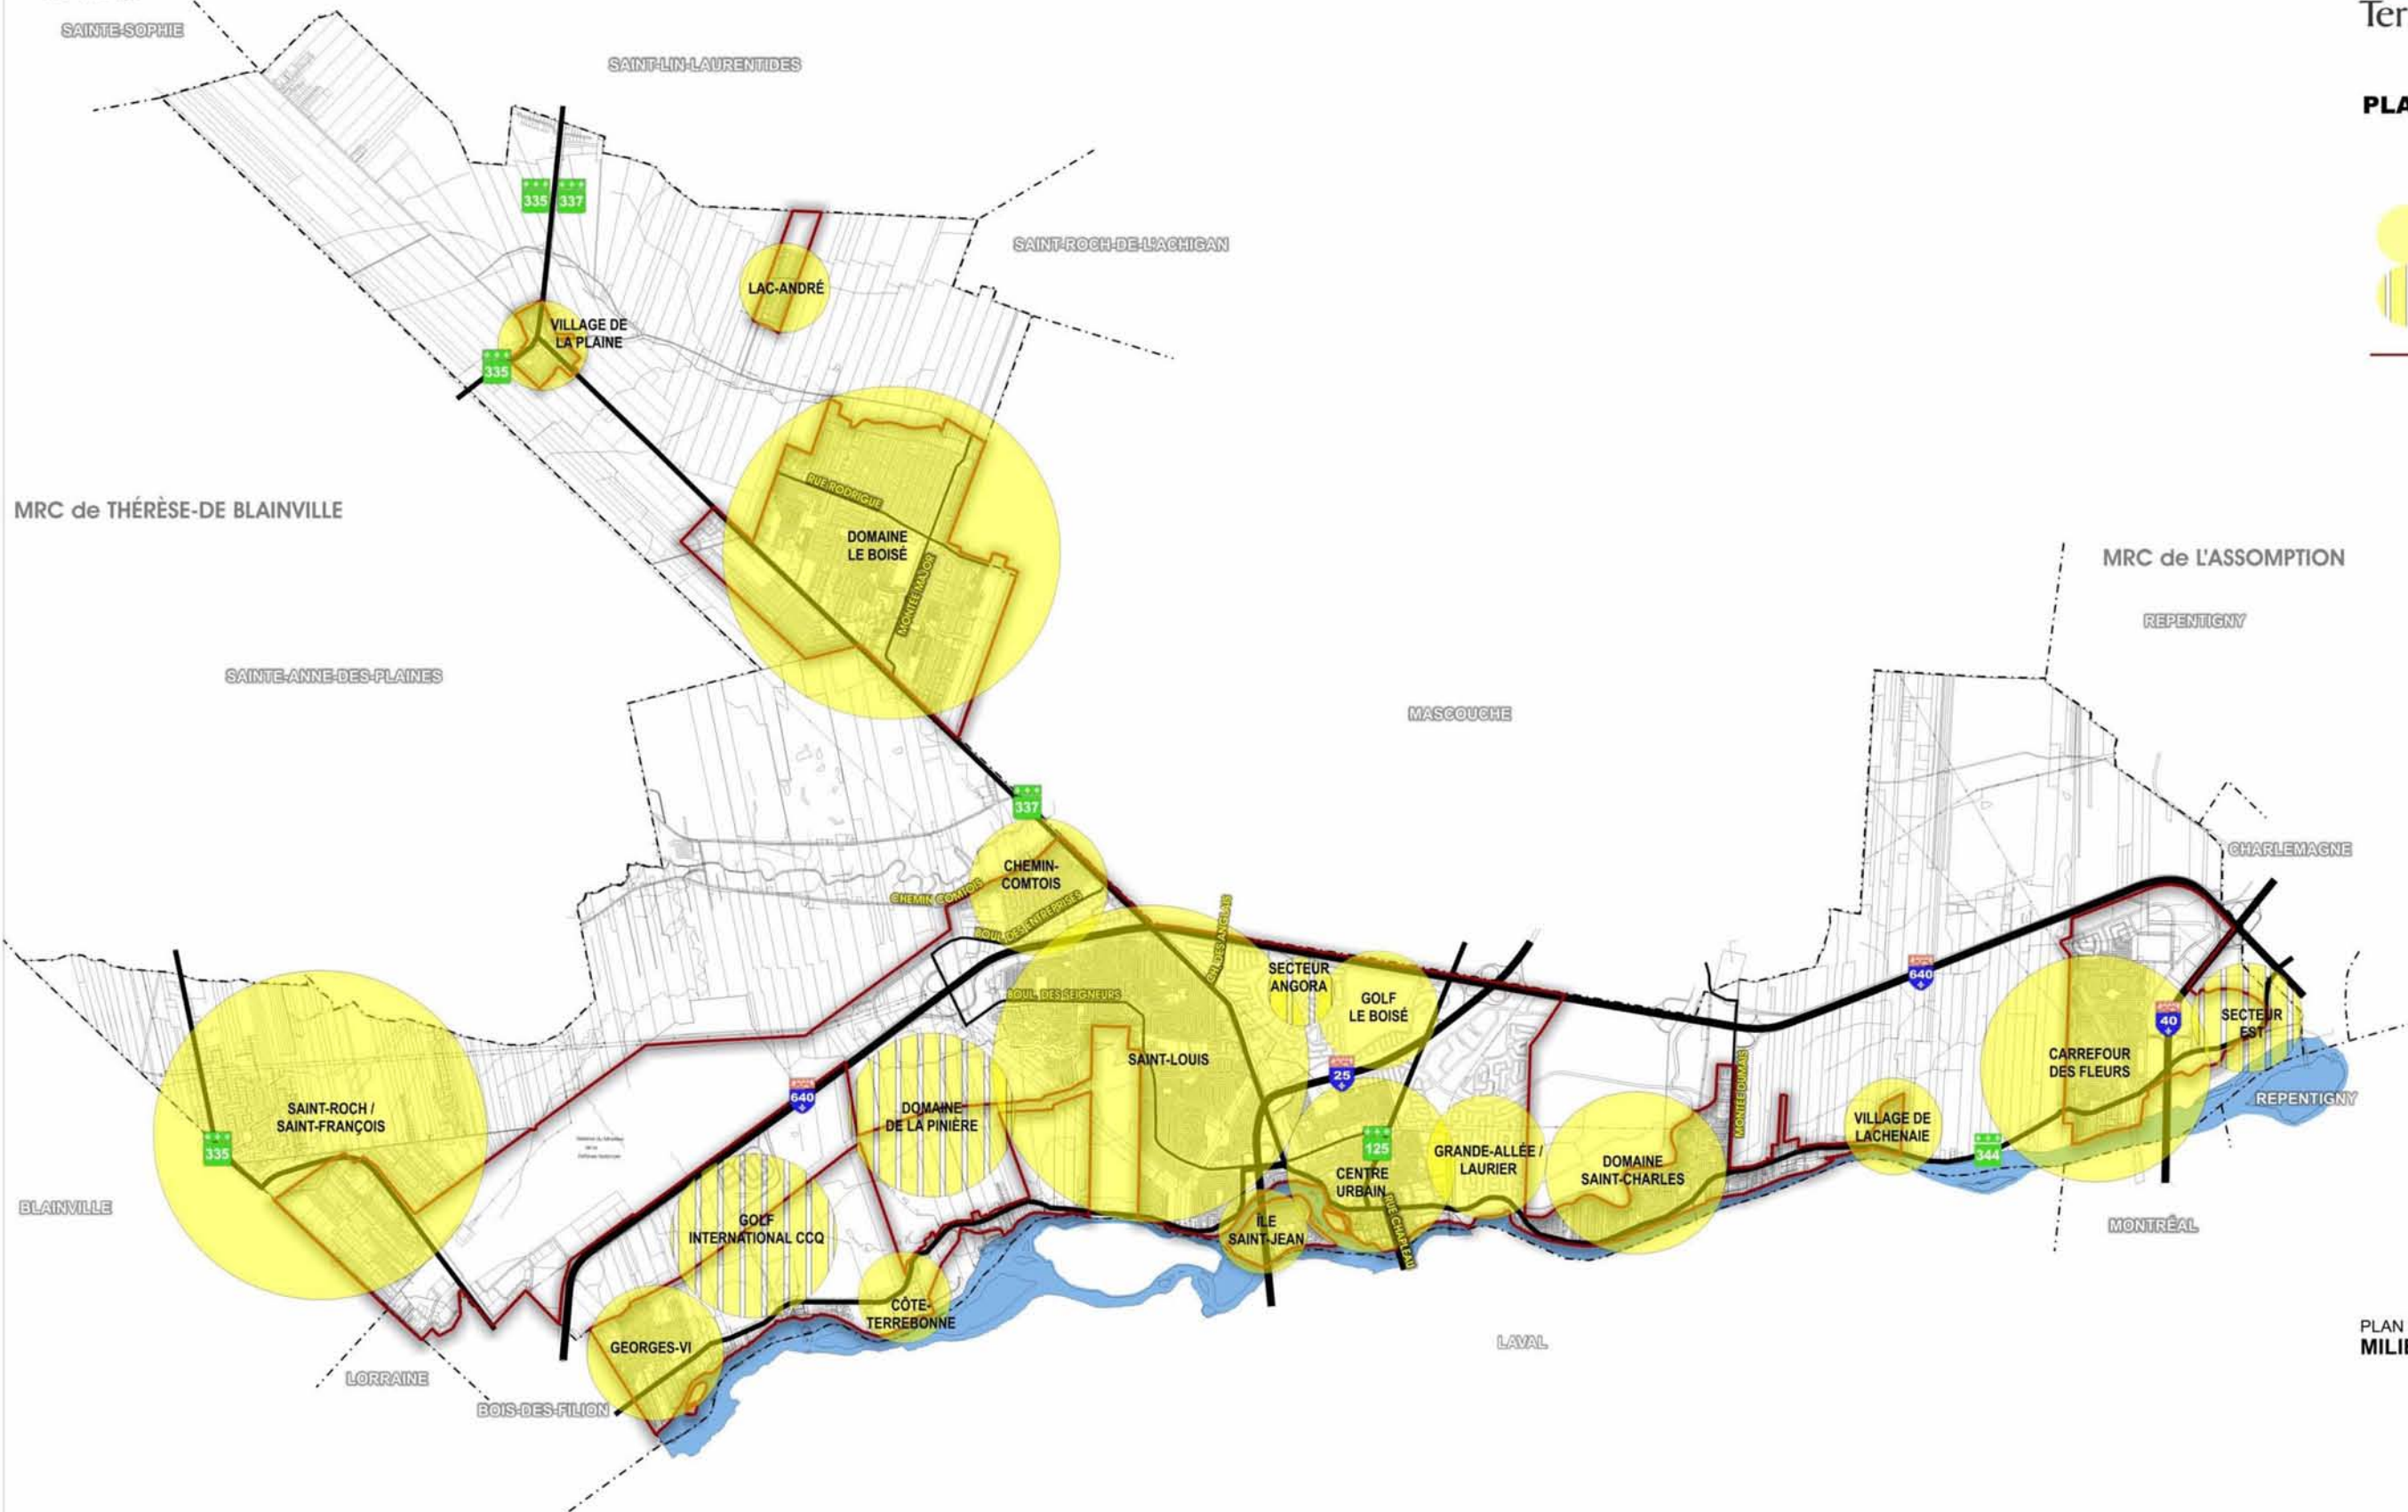 SAINTE-SOPHIE
SAINT-LIN-LAURENTIDES
Ter
PLA
335
337
SAINT-ROCH-DE-L'ACHIGAN
LAC-ANDRÉ
VILLAGE DE
LA PLAINE
335
RUE RODRIGUE
MRC de THÉRÈSE-DE BLAINVILLE
DOMAINE
LE BOISÉ
MONTÉE MAJOR
MRC de L'ASSOMPTION
REPENTIGNY
SAINTE-ANNE-DES-PLAINES
MASCOUCHE
337
CHARLEMAGNE
CHEMIN-
COMTOIS
CHEMIN COMTOIS
BOUL. DES ENTREPRISES
CH. DES ANGLAIS
SECTEUR
ANGORA
GOLF
LE BOISÉ
640
BOUL. DES SEIGNEURS
40
SECTEUR
EST
SAINT-LOUIS
CARREFOUR
DES FLEURS
25
MONTÉE DUMAIS
640
REPENTIGNY
SAINT-ROCH /
SAINT-FRANÇOIS
DOMAINE
DE LA PINIÈRE
VILLAGE DE
LACHENAIE
335
125
GRANDE-ALLÉE /
LAURIER
344
DOMAINE
SAINT-CHARLES
CENTRE
URBAIN
BLAINVILLE
GOLF
INTERNATIONAL CCQ
ÎLE
SAINT-JEAN
RUE CHAPLEAU
MONTRÉAL
CÔTE-
TERREBONNE
PLAN
MILIE
GEORGES-VI
LAVAL
LORRAINE
BOIS-DES-FILION